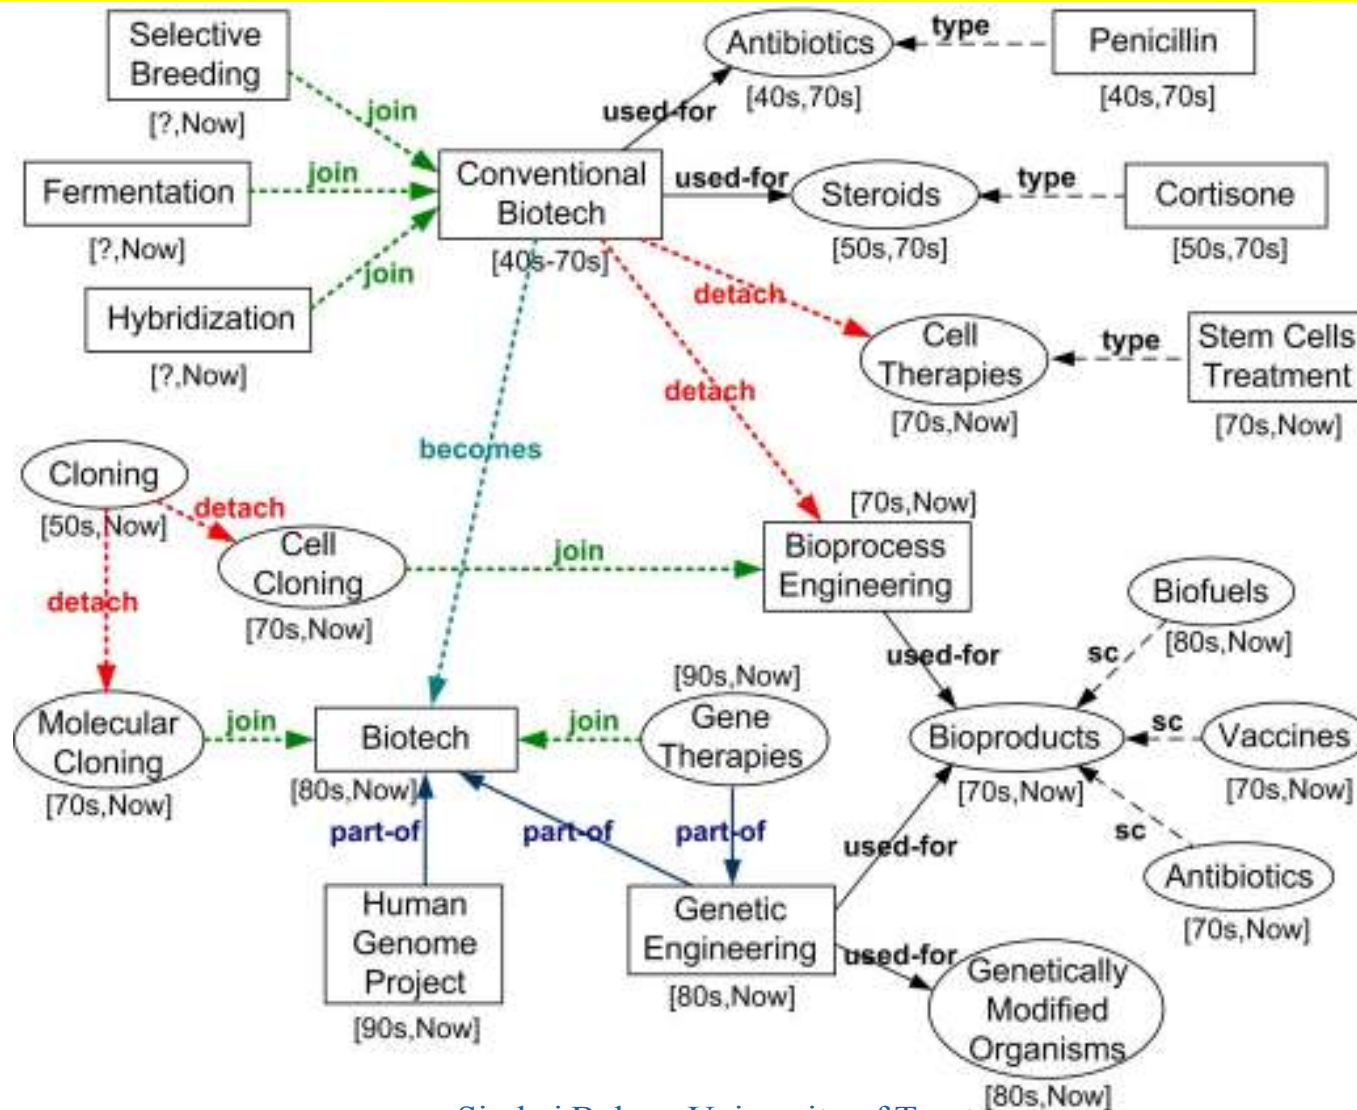 Selective
Breeding
[?,Now]
join
Antibiotics
[40s,70s]
type
Penicillin
[40s,70s]
used-for
Fermentation
[?,Now]
join
Conventional
Biotech
[40s-70s]
used-for
Steroids
[50s,70s]
type
Cortisone
[50s,70s]
join
Hybridization
[?,Now]
detach
Cell
Therapies
[70s,Now]
type
Stem Cells
Treatment
[70s,Now]
detach
becomes
Cloning
[50s,Now]
detach
Cell
Cloning
[70s,Now]
join
[70s,Now]
Bioprocess
Engineering
detach
Biofuels
[80s,Now]
used-for
sc
[90s,Now]
Gene
Therapies
Molecular
Cloning
[70s,Now]
join
Biotech
[80s,Now]
join
Bioproducts
[70s,Now]
sc
Vaccines
[70s,Now]
part-of
part-of
part-of
used-for
sc
Antibiotics
[70s,Now]
Human
Genome
Project
[90s,Now]
Genetic
Engineering
[80s,Now]
used-for
Genetically
Modified
Organisms
[80s,Now]